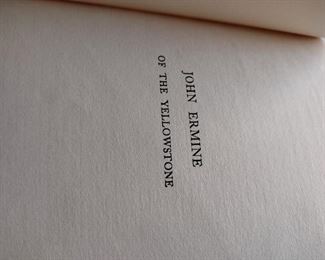 JOHN ERMINE
OF THE YELLOWSTONE